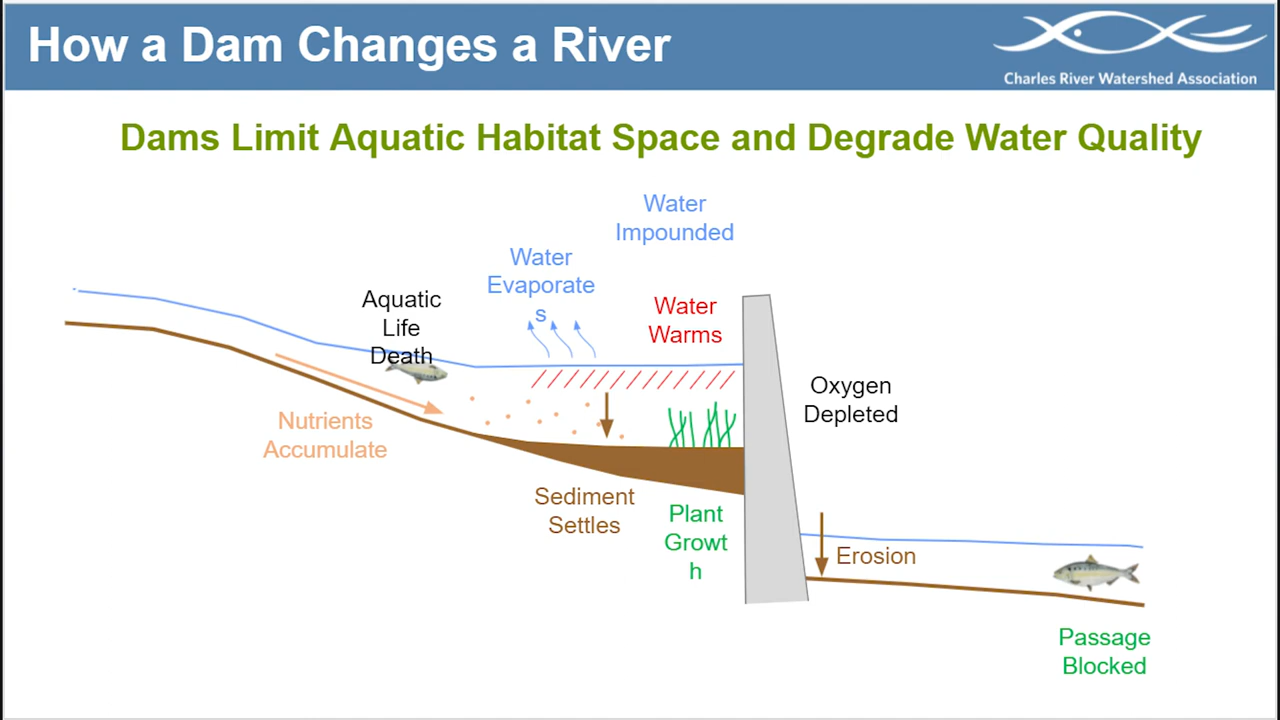 How a Dam Changes a River
Charles River Watershed Association
Dams Limit Aquatic Habitat Space and Degrade Water Quality
Water
Impounded
Water
Evaporate
s
Aquatic
Life
Death
Water
Warms
Oxygen
Depleted
Nutrients
Accumulate
Sediment
Settles
Plant
Growt
h
Erosion
Passage
Blocked